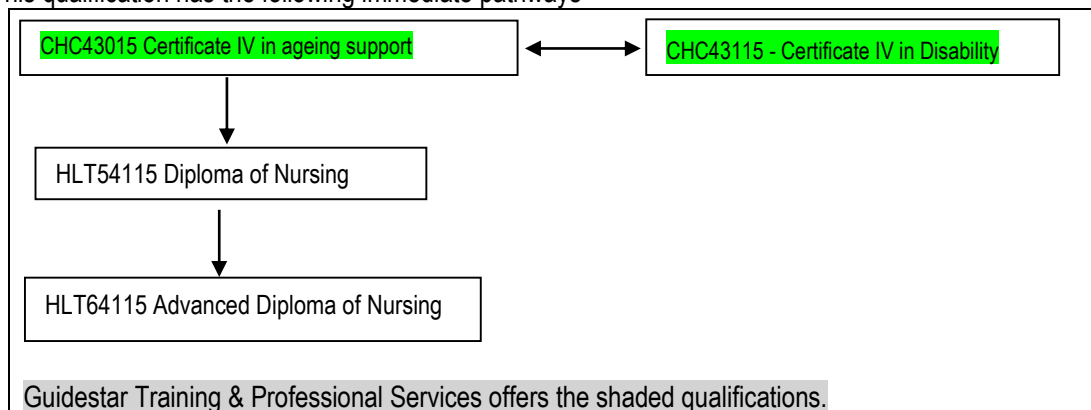 This qualification has the following immediate pathways
CHC43015 Certificate IV in ageing support
CHC43115 - Certificate IV in Disability
HLT54115 Diploma of Nursing
HLT64115 Advanced Diploma of Nursing
Guidestar Training & Professional Services offers the shaded qualifications.